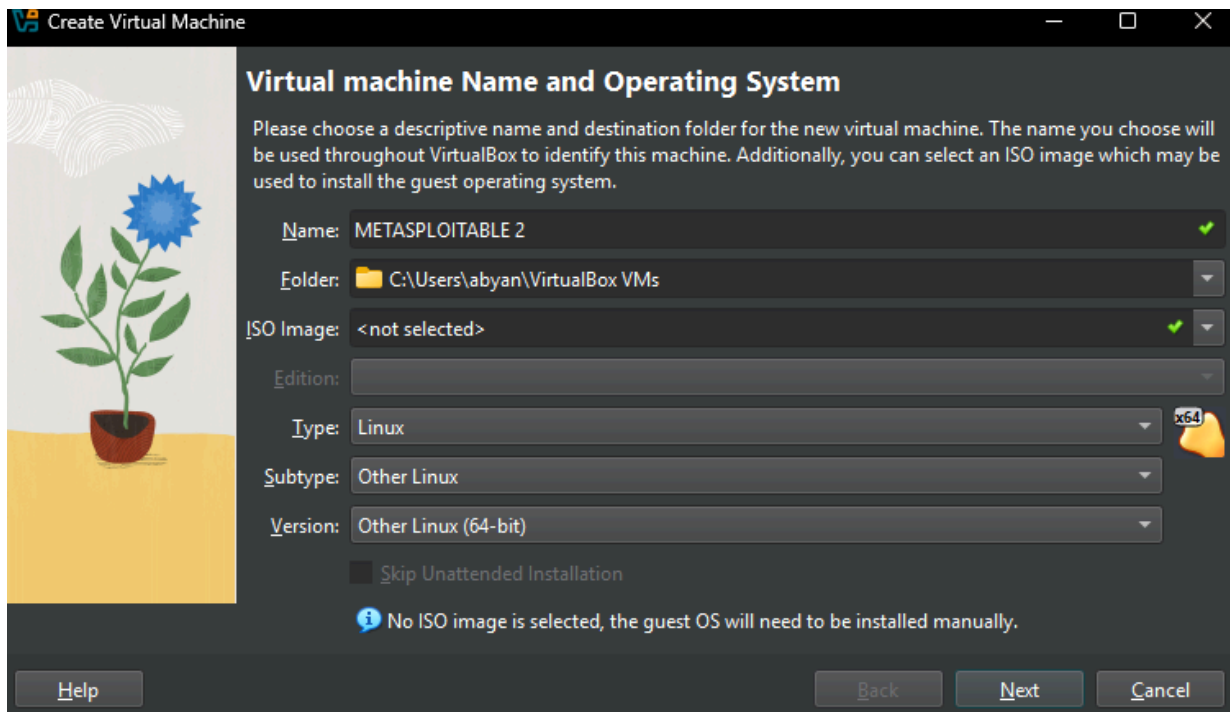 Create Virtual Machine
Virtual machine Name and Operating System
Please choose a descriptive name and destination folder for the new virtual machine. The name you choose will
be used throughout VirtualBox to identify this machine. Additionally, you can select an ISO image which may be
used to install the guest operating system.
Name: METASPLOITABLE 2
Folder: C:\Users\abyan\VirtualBox VMs
ISO Image: <not selected>
Edition:
Type: Linux
x64
Subtype: Other Linux
Version: Other Linux (64-bit)
Skip Unattended Installation
No ISO image is selected, the guest OS will need to be installed manually.
Help Back Next Cancel